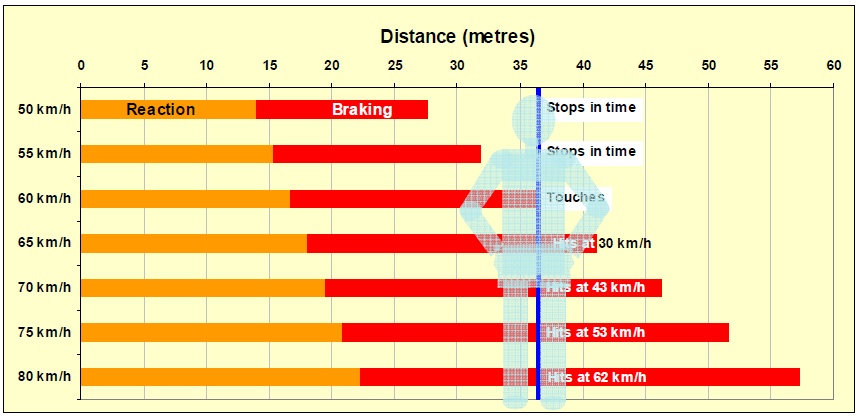 Distance (metres)
0 5 10 15 20 25 30 35 40 45 50 55 60
50 km/h Reaction Braking Stops in time
55 km/h Stops in time
60 km/h Touches
65 km/h Hits at 30 km/h
70 km/h Hits at 43 km/h
75 km/h Hits at 53 km/h
80 km/h Hits at 62 km/h